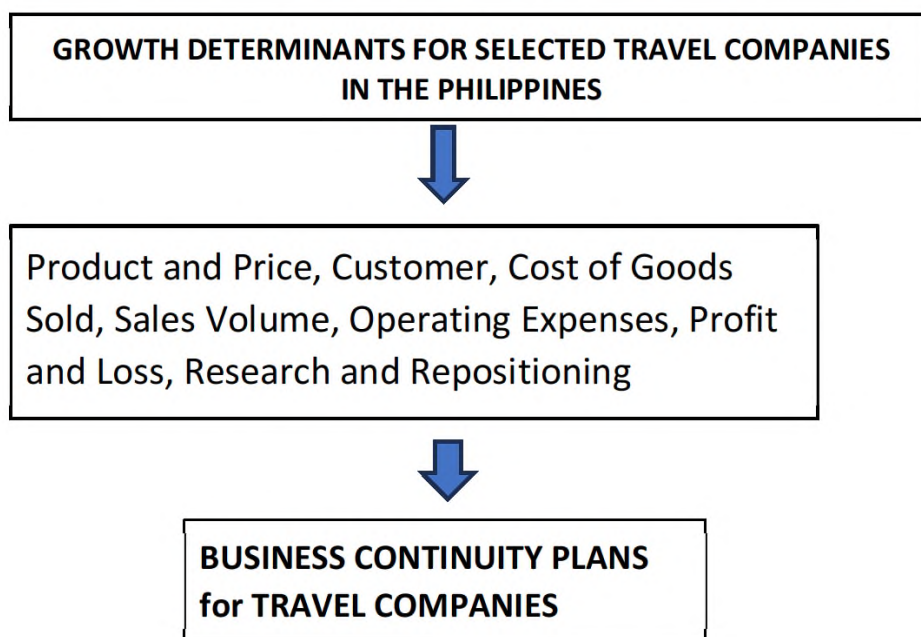 GROWTH DETERMINANTS FOR SELECTED TRAVEL COMPANIES
IN THE PHILIPPINES
Product and Price, Customer, Cost of Goods
Sold, Sales Volume, Operating Expenses, Profit
and Loss, Research and Repositioning
BUSINESS CONTINUITY PLANS
for TRAVEL COMPANIES